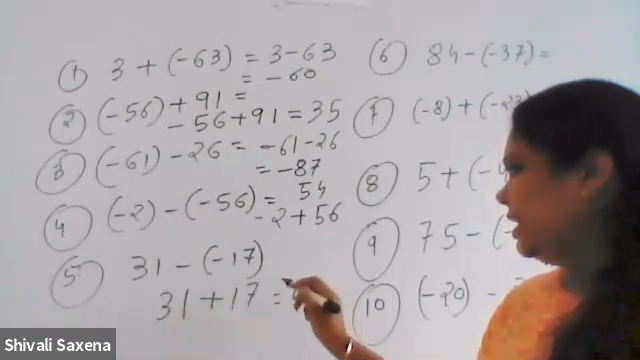 ① 3 + (-63) = 3-63
= -60
② (-56) + 91 =
- 56 + 91 = 35
③ (-61) - 26 = -61-26
= -87
④ (-2) - (-56) = 54
- 2 + 56
⑤ 31 - (-17)
31 + 17 =
⑥ 84 - (-37) =
⑦ (-8) + (-
⑧ 5 + (-
⑨ 75 - (-
⑩ (-20) -
Shivali Saxena